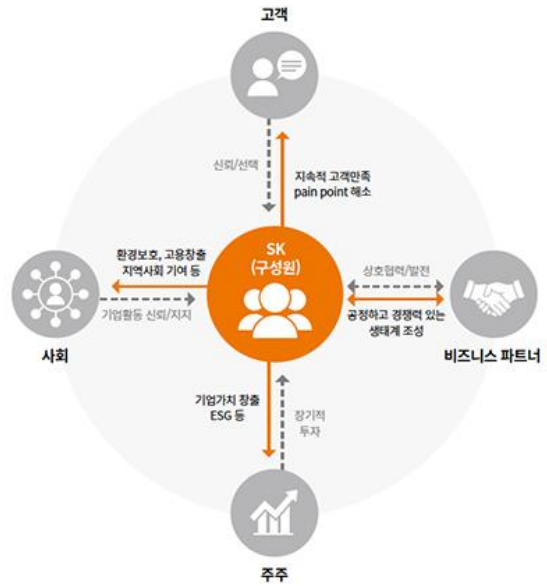 고객
신뢰/선택
지속적 고객만족
pain point 해소
환경보호, 고용창출
지역사회 기여 등
SK
(구성원)
상호협력/발전
기업활동 신뢰/지지
공정하고 경쟁력 있는
생태계 조성
사회
비즈니스 파트너
기업가치 창출
ESG 등
장기적
투자
주주